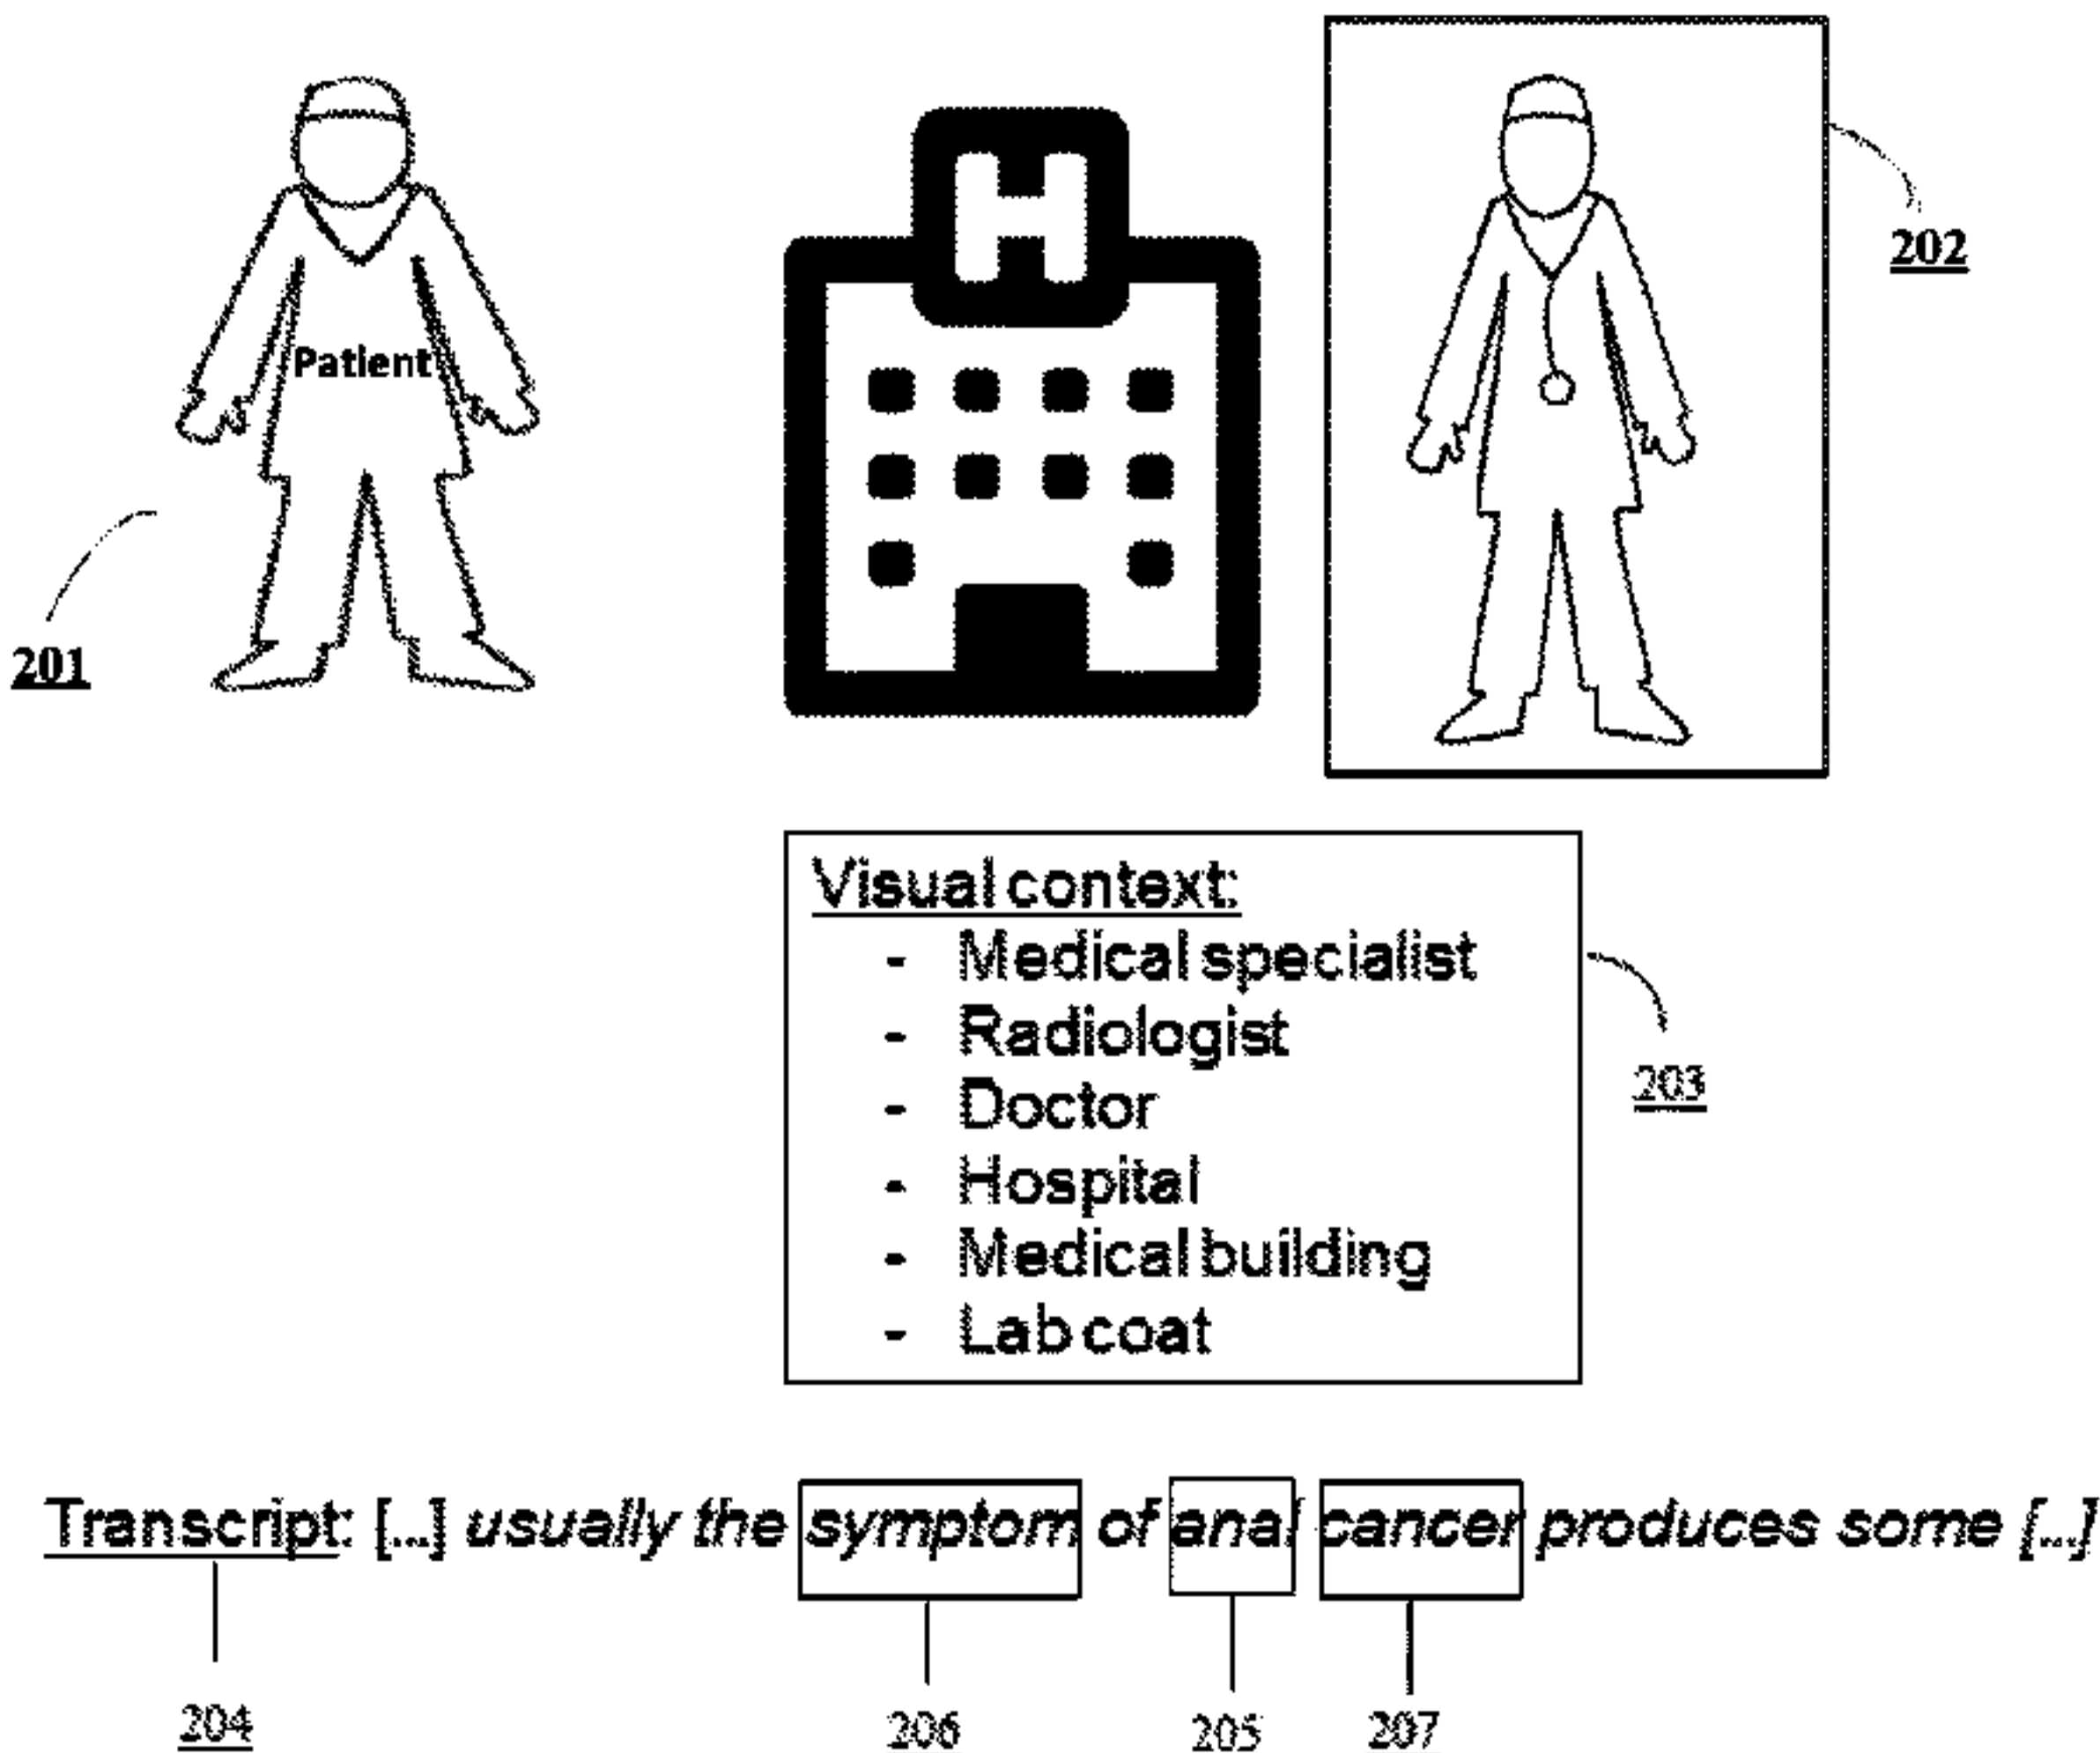 H
202
Patient
201
Visual context:
- Medical specialist
- Radiologist
- Doctor
- Hospital
- Medical building
- Lab coat
203
Transcript: [...] usually the symptom of anal cancer produces some [...]
204 206 205 207